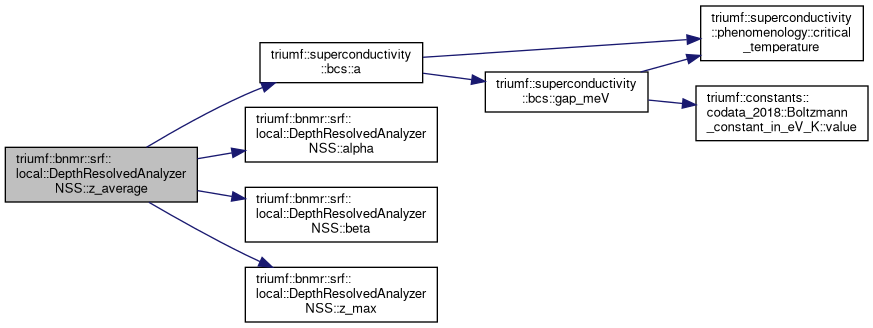 triumf::bnmr::srf::
local::DepthResolvedAnalyzer
NSS::z_average
triumf::superconductivity
::bcs::a
triumf::bnmr::srf::
local::DepthResolvedAnalyzer
NSS::alpha
triumf::bnmr::srf::
local::DepthResolvedAnalyzer
NSS::beta
triumf::bnmr::srf::
local::DepthResolvedAnalyzer
NSS::z_max
triumf::superconductivity
::bcs::gap_meV
triumf::superconductivity
::phenomenology::critical
_temperature
triumf::constants::
codata_2018::Boltzmann
_constant_in_eV_K::value